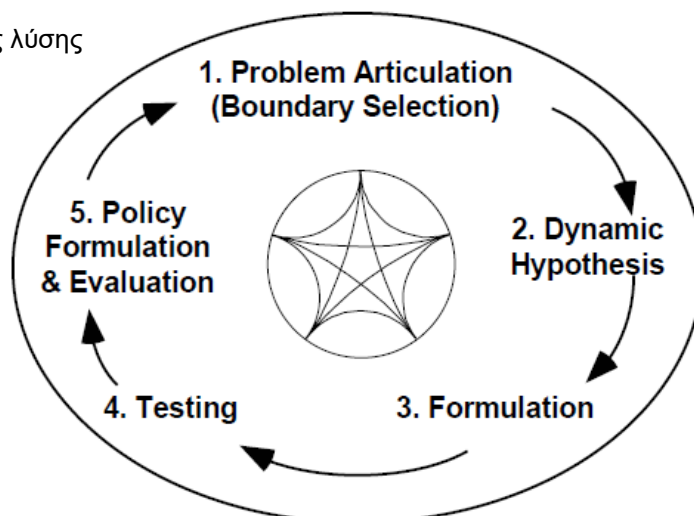 λύσης
1. Problem Articulation
(Boundary Selection)
2. Dynamic
Hypothesis
3. Formulation
4. Testing
5. Policy
Formulation
& Evaluation